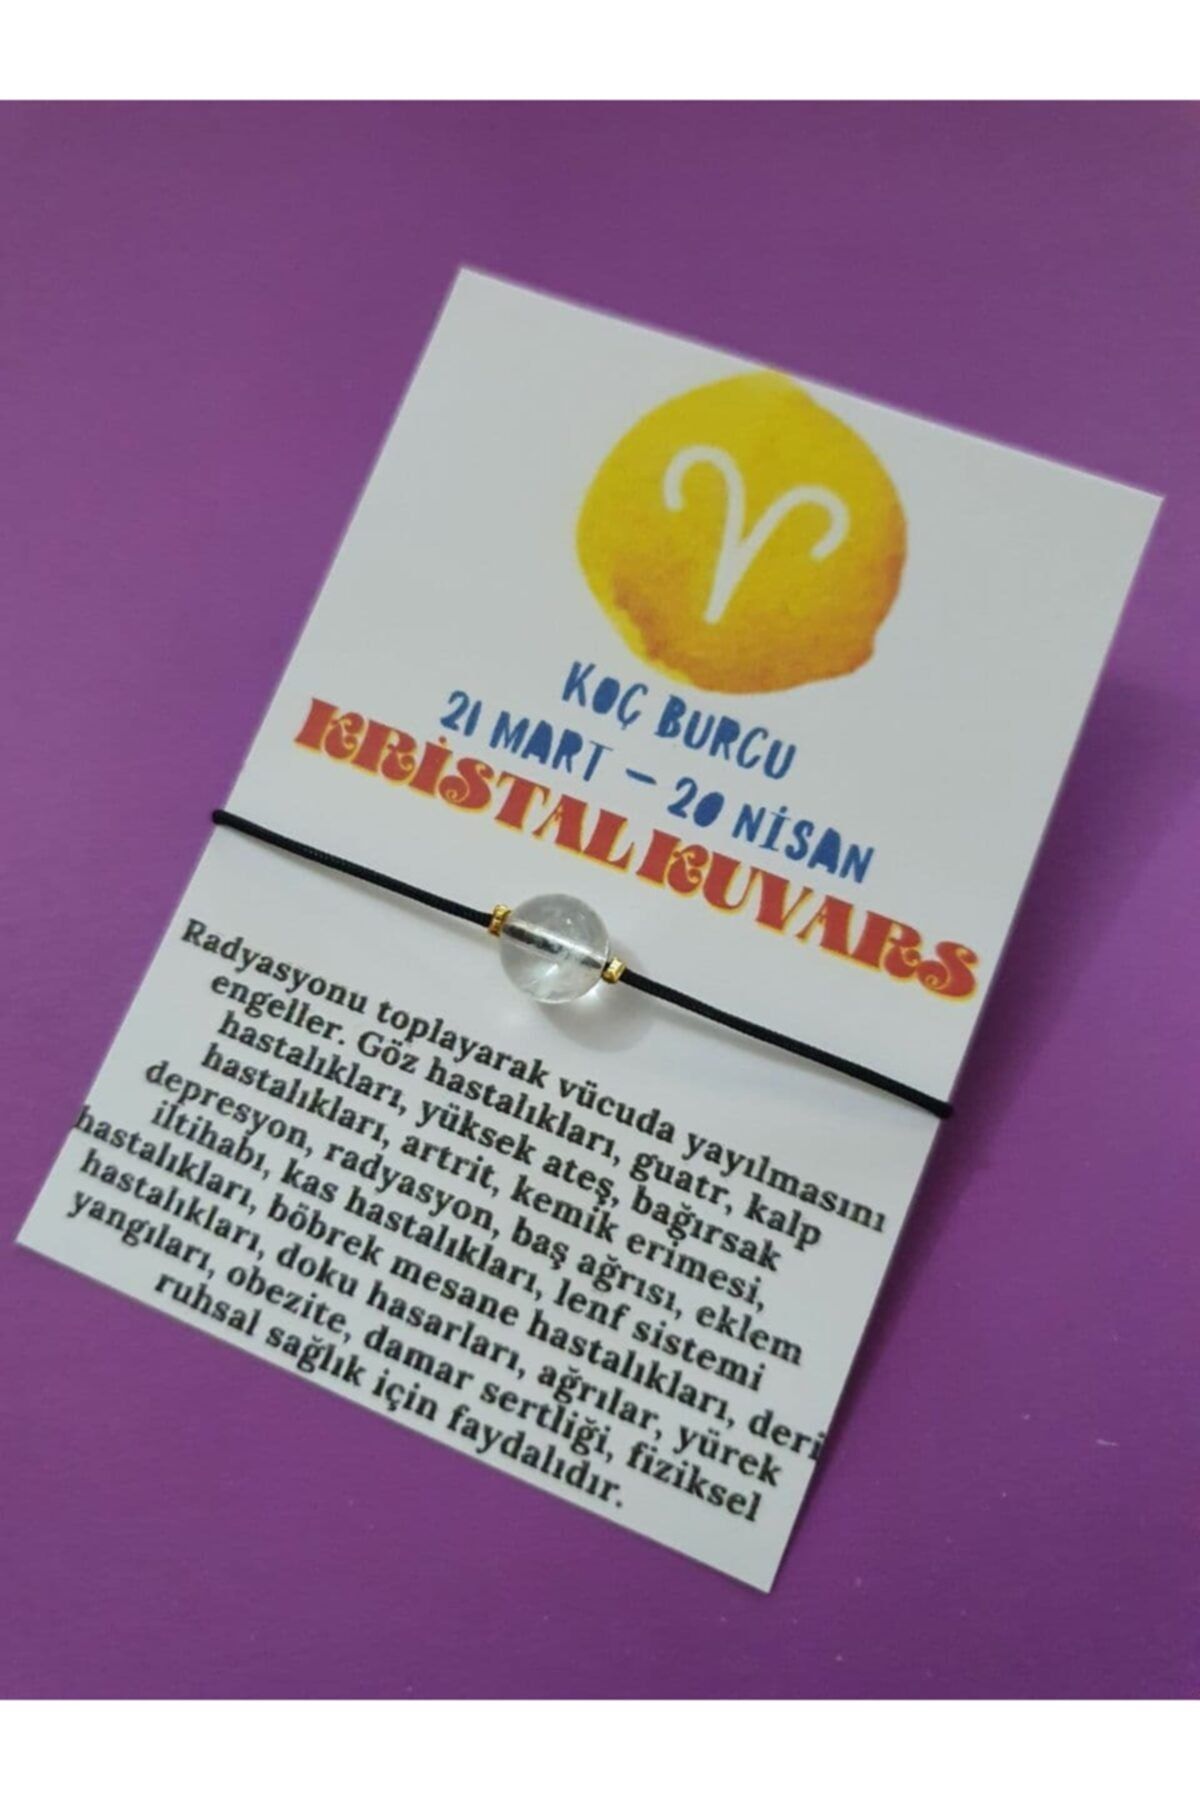 KOÇ BURCU
21 MART - 20 NİSAN
KRİSTAL KUVARS
Radyasyonu toplayarak vücuda yayılmasını
engeller. Göz hastalıkları, guatr, kalp
hastalıkları, yüksek ateş, bağırsak
hastalıkları, artrit, kemik erimesi,
depresyon, radyasyon, baş ağrısı, eklem
iltihabı, kas hastalıkları, lenf sistemi
hastalıkları, böbrek mesane hastalıkları, deri
hastalıkları, doku hasarları, ağrılar, yürek
yangıları, obezite, damar sertliği, fiziksel
ruhsal sağlık için faydalıdır.